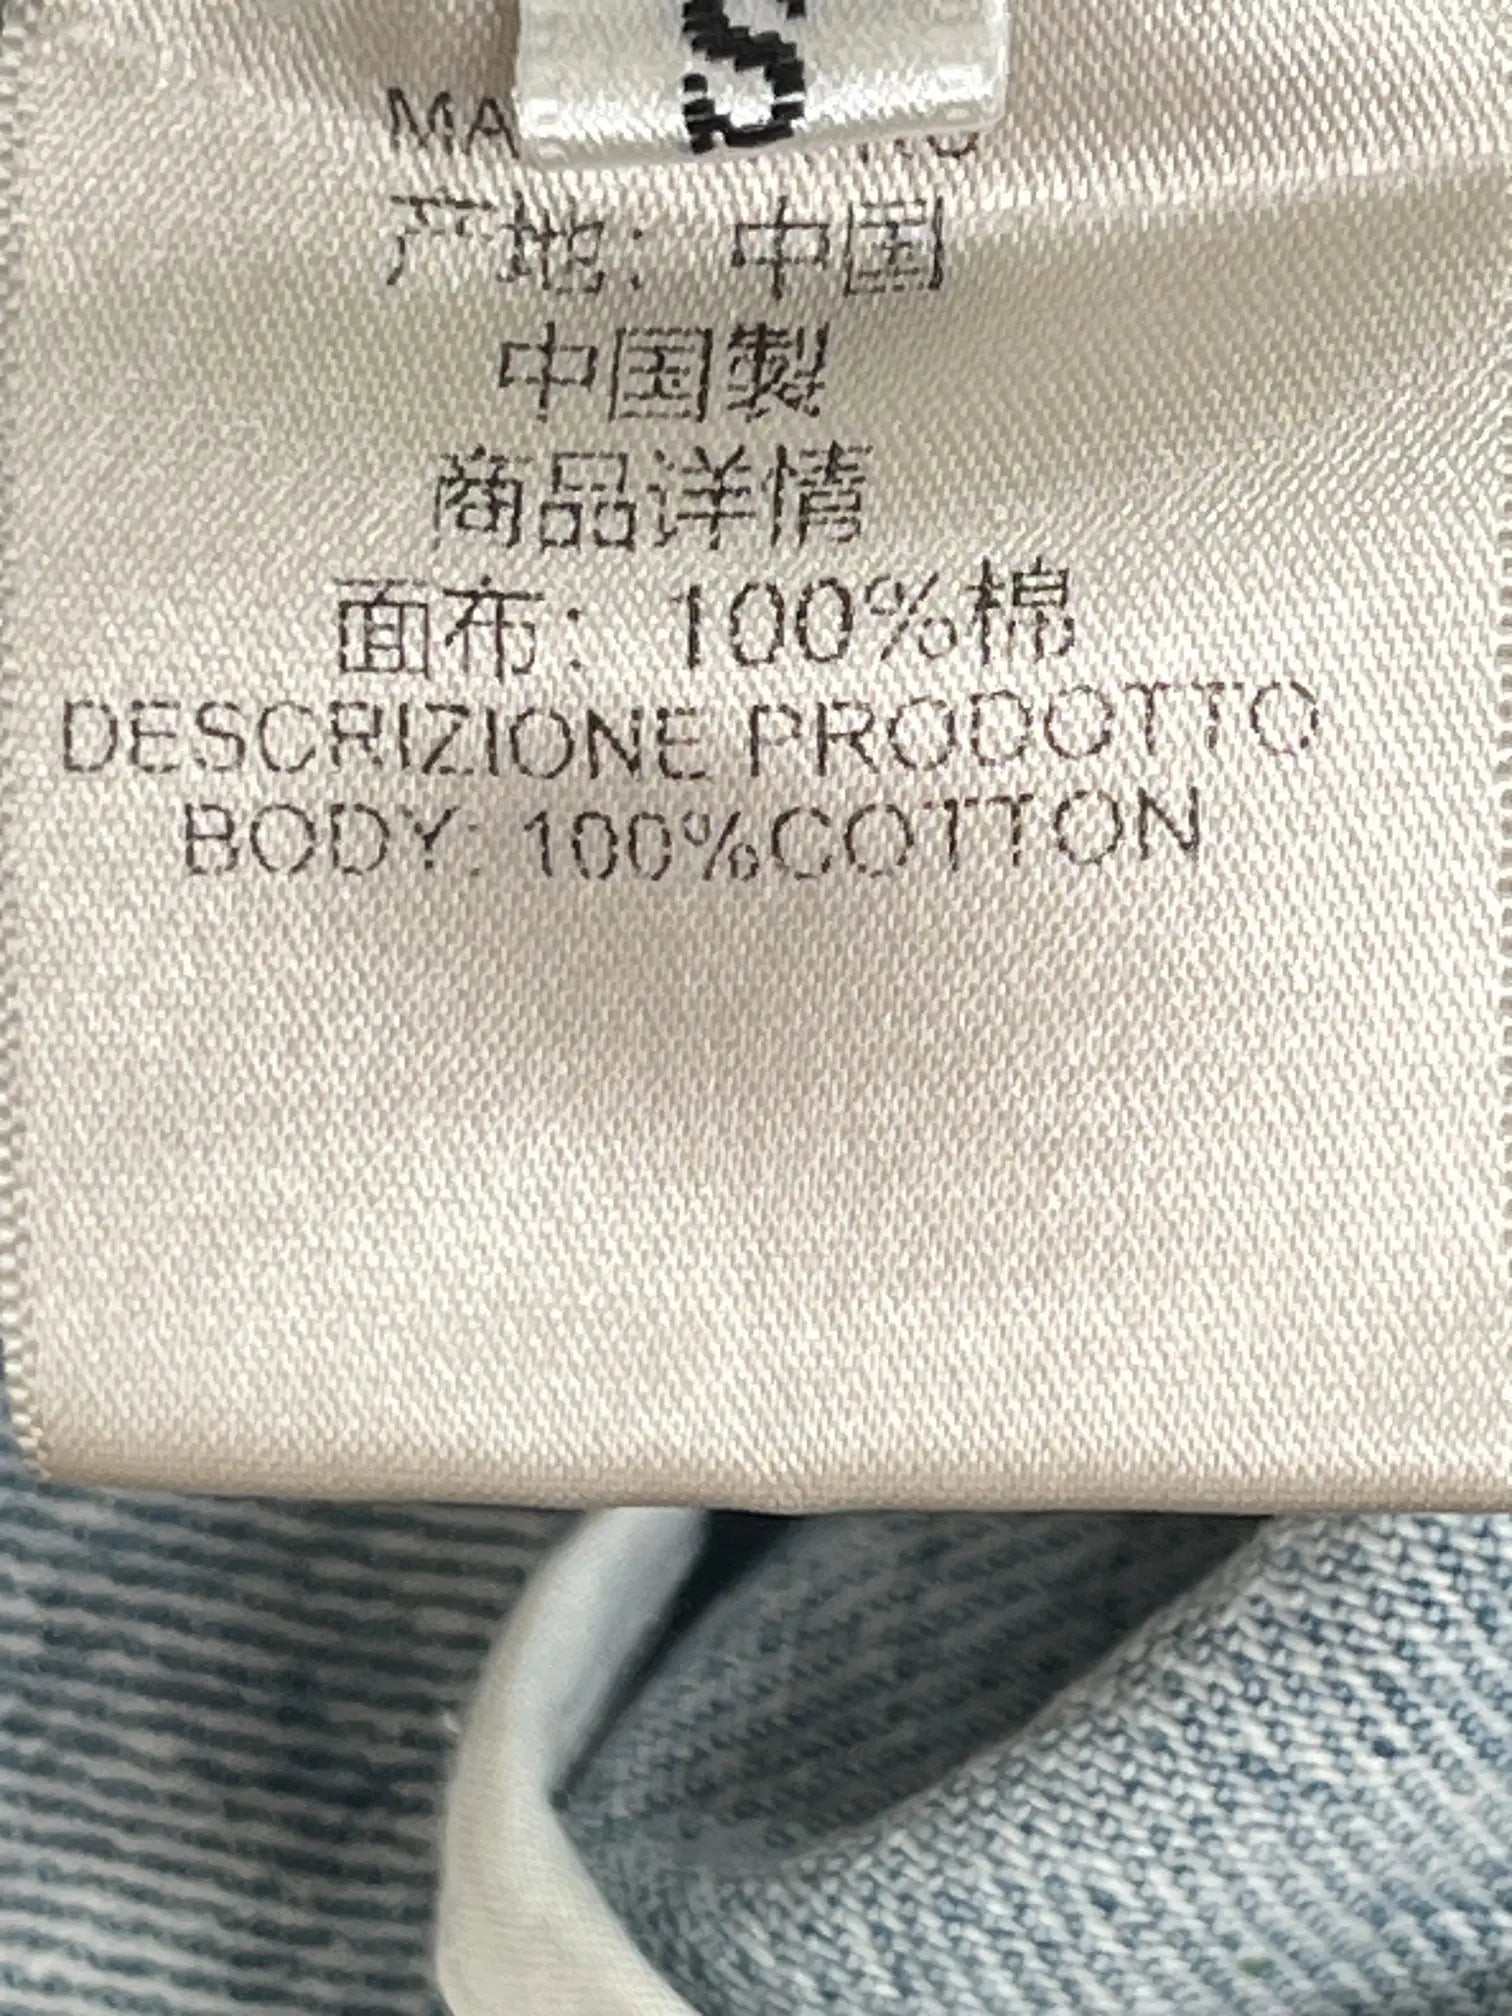 S
产地：中国
中国製
商品详情
面布：100%棉
DESCRIZIONE PRODOTTO
BODY: 100%COTTON